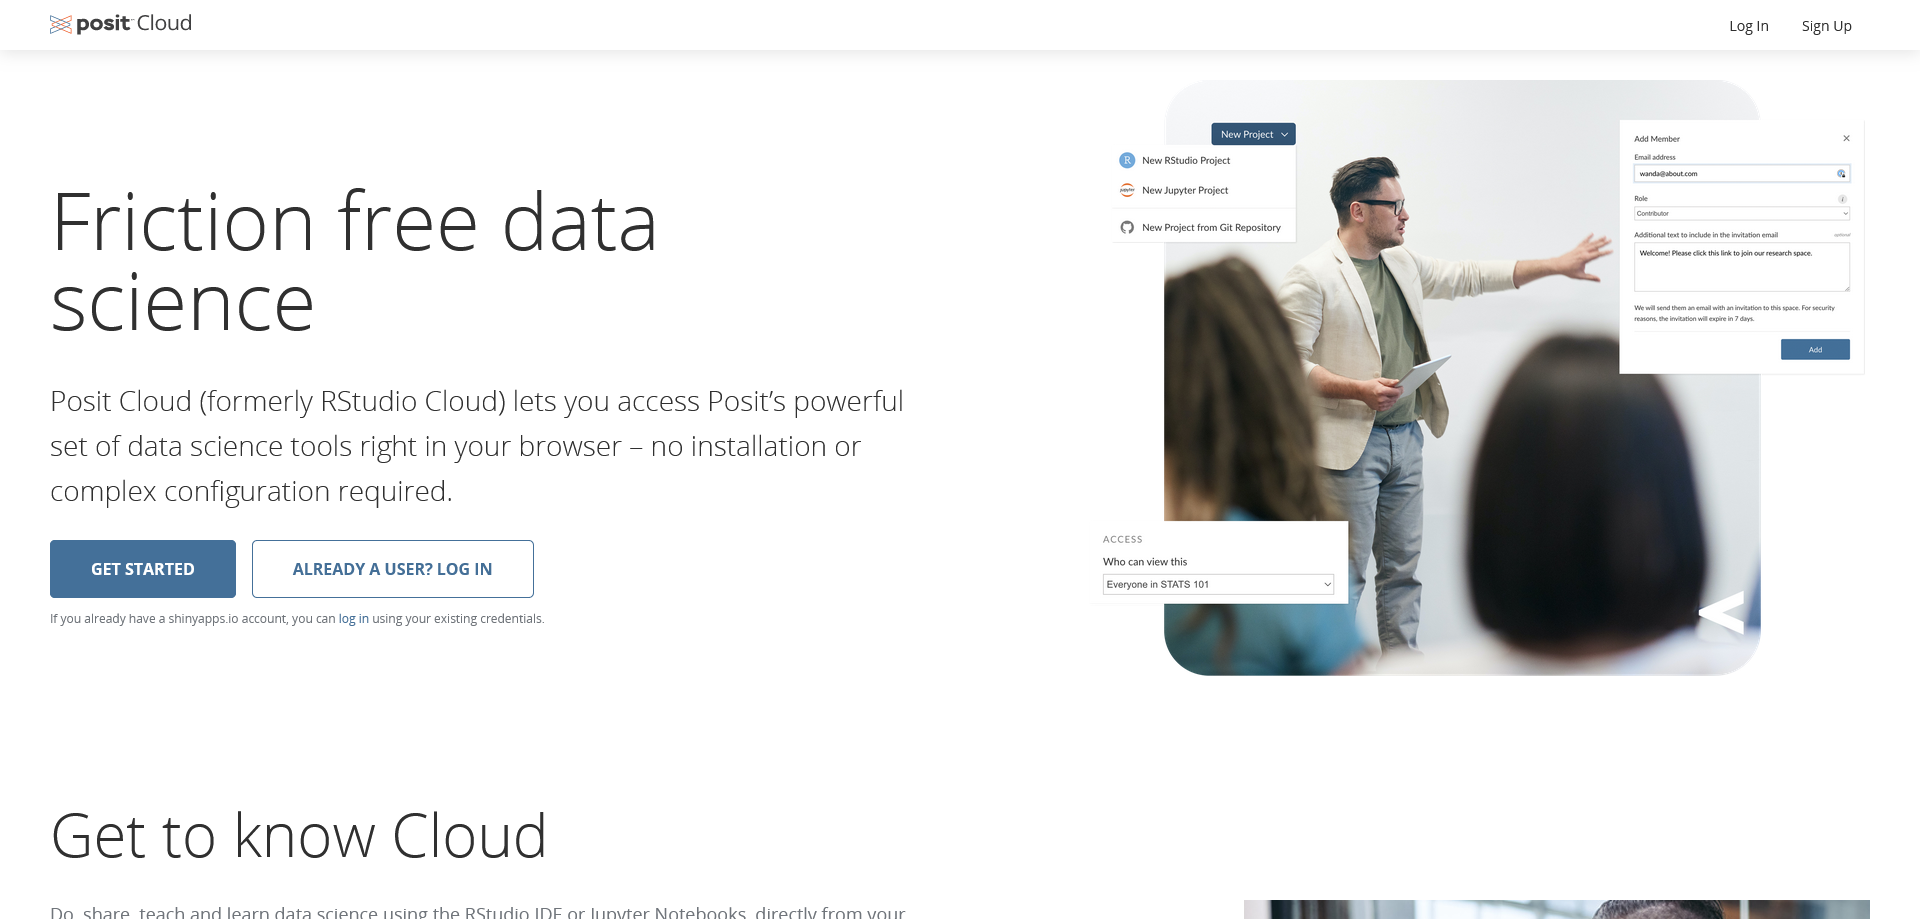 posit Cloud
Log In
Sign Up
Friction free data
science
Posit Cloud (formerly RStudio Cloud) lets you access Posit’s powerful
set of data science tools right in your browser – no installation or
complex configuration required.
GET STARTED
ALREADY A USER? LOG IN
If you already have a shinyapps.io account, you can log in using your existing credentials.
New Project
R New RStudio Project
jupyter New Jupyter Project
New Project from Git Repository
Add Member
Email address
wanda@about.com
Role
Contributor
Additional text to include in the invitation email optional
Welcome! Please click this link to join our research space.
We will send them an email with an invitation to this space. For security
reasons, the invitation will expire in 7 days.
Add
ACCESS
Who can view this
Everyone in STATS 101
Get to know Cloud
Do, share, teach and learn data science using the RStudio IDE or Jupyter Notebooks, directly from your